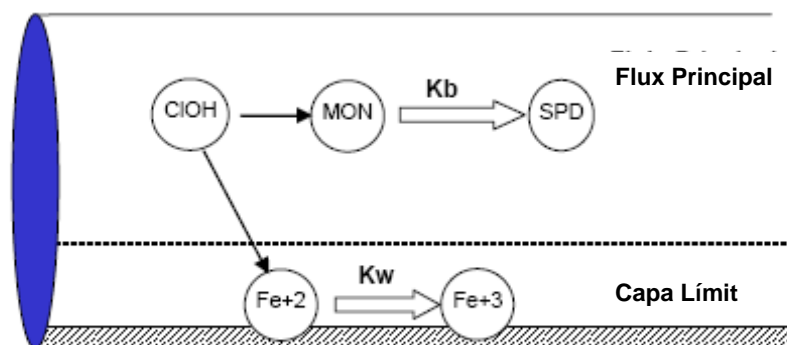 Flux Principal
Kb
ClOH
MON
SPD
Kw
Fe+2
Fe+3
Capa Límit